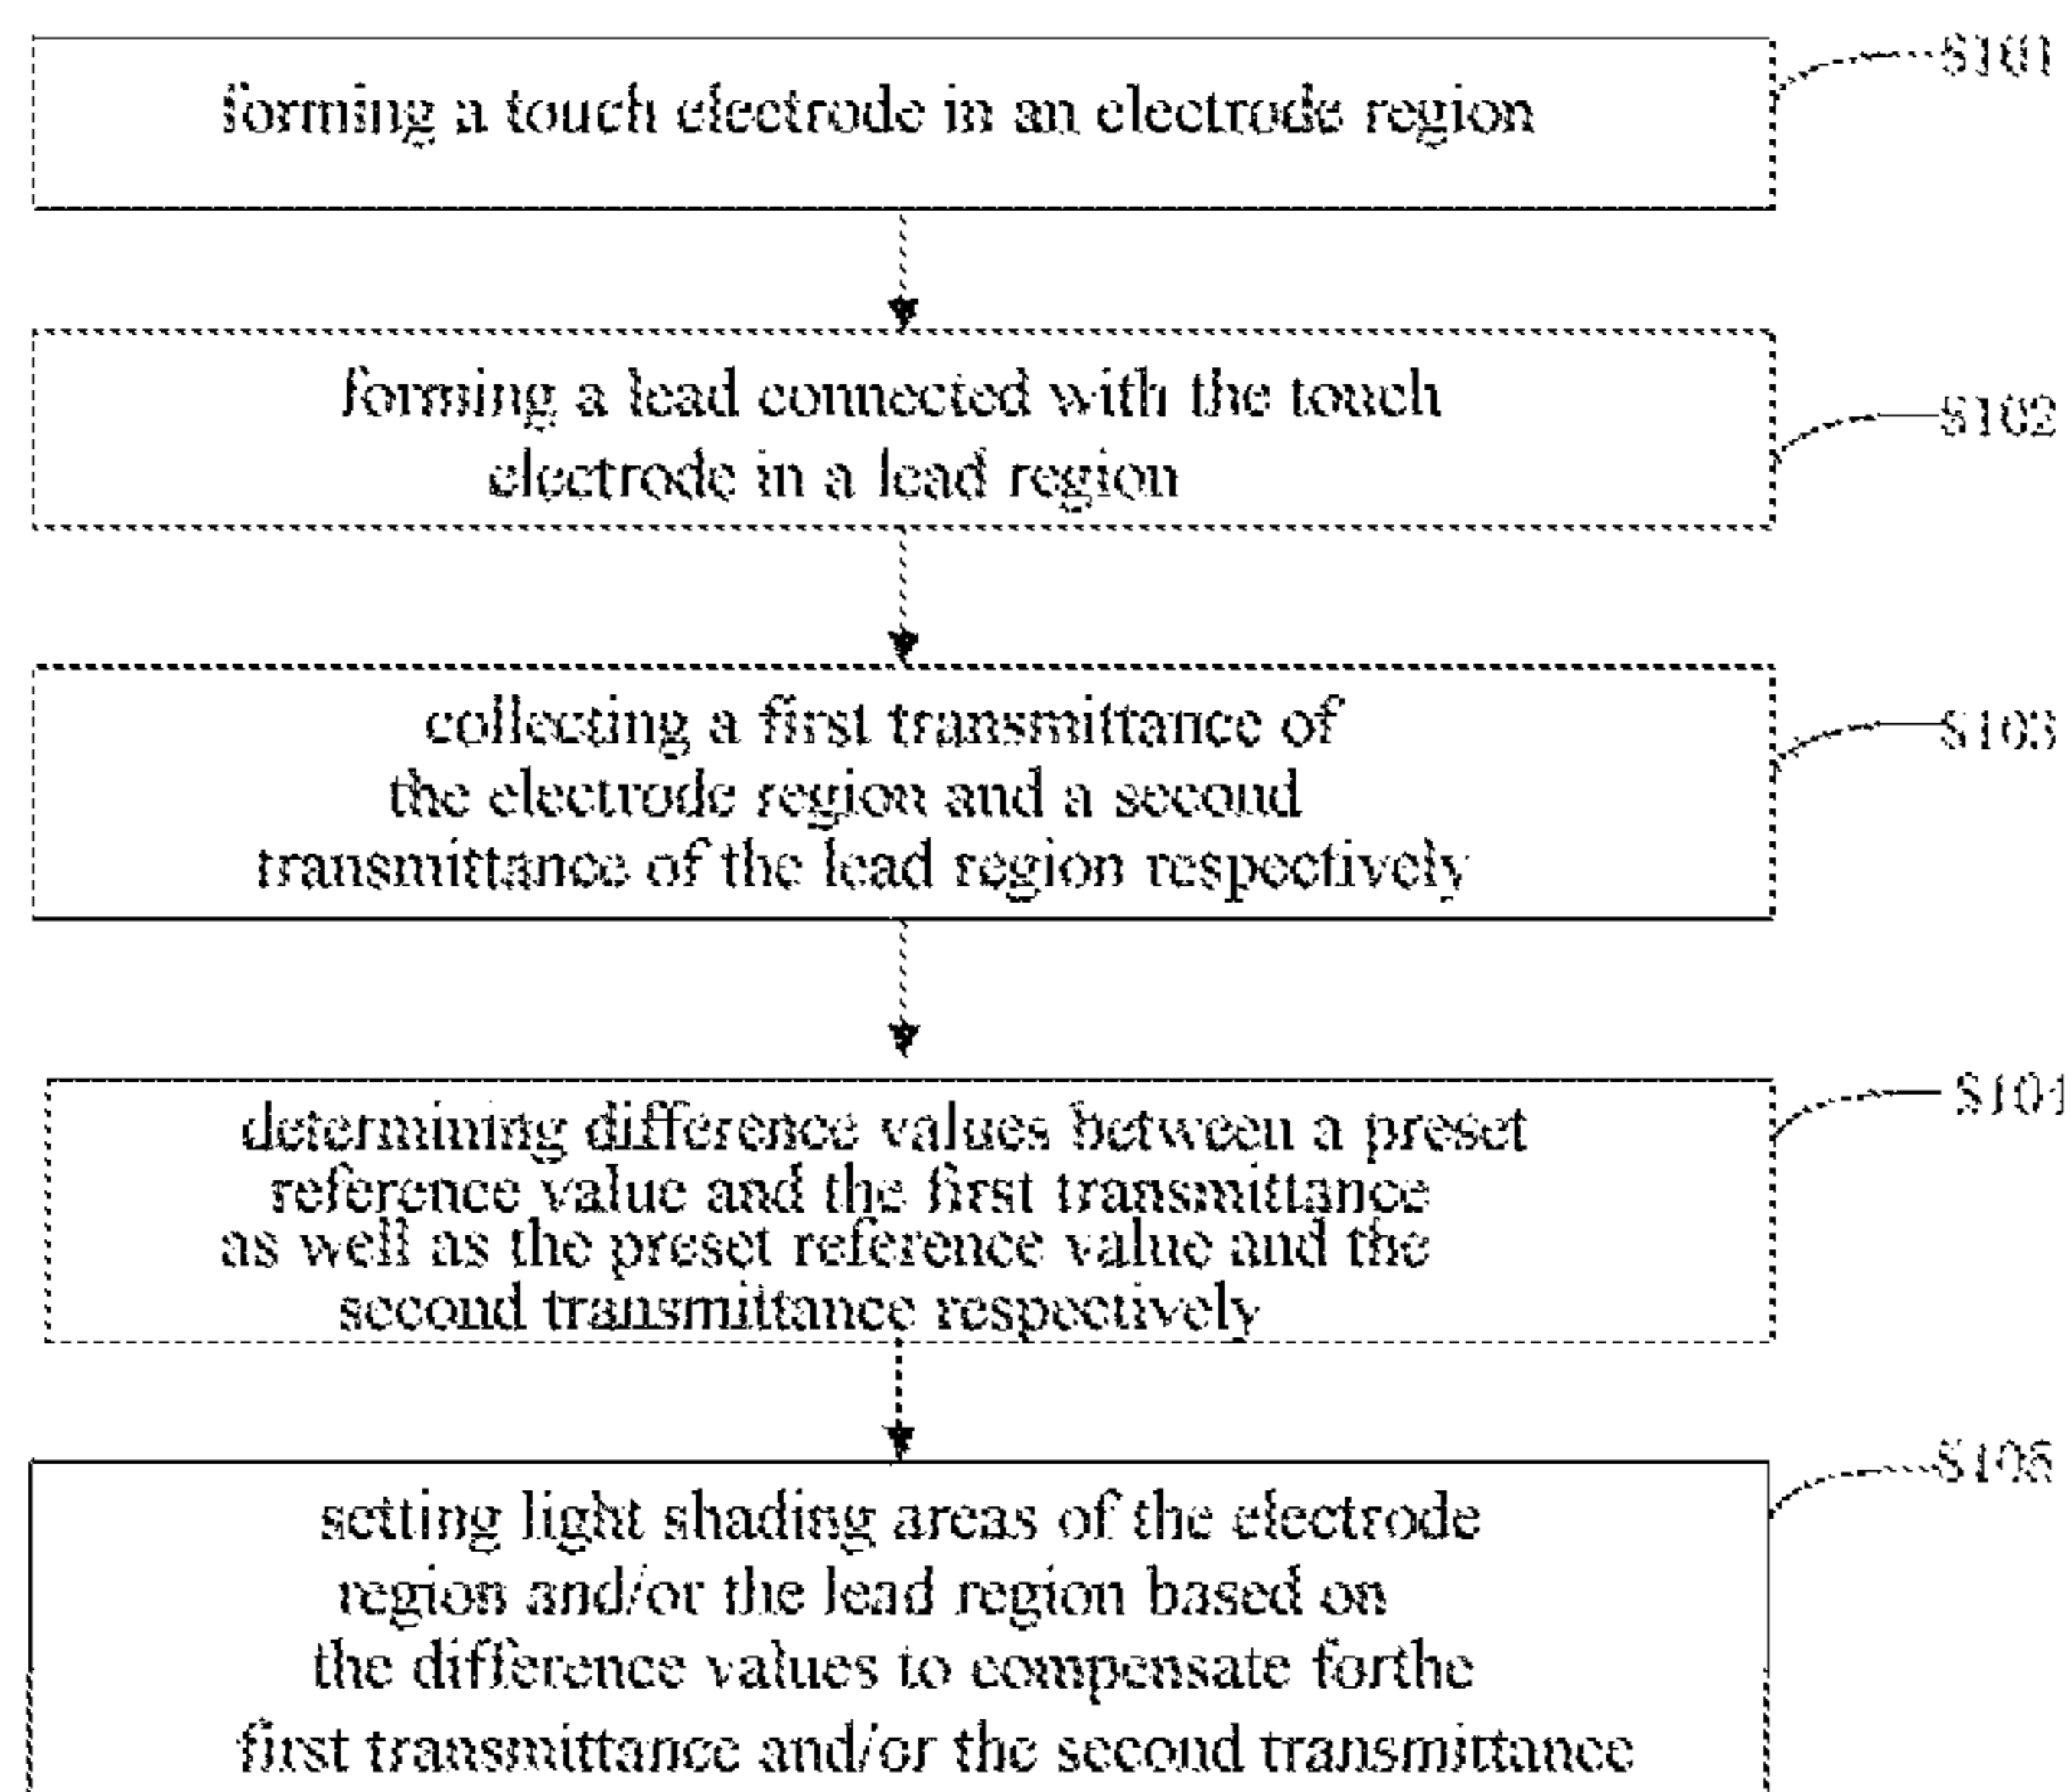 forming a touch electrode in an electrode region
S101
forming a lead connected with the touch
electrode in a lead region
S102
collecting a first transmittance of
the electrode region and a second
transmittance of the lead region respectively
S103
determining difference values between a preset
reference value and the first transmittance
as well as the preset reference value and the
second transmittance respectively
S104
setting light shading areas of the electrode
region and/or the lead region based on
the difference values to compensate forthe
first transmittance and/or the second transmittance
S105